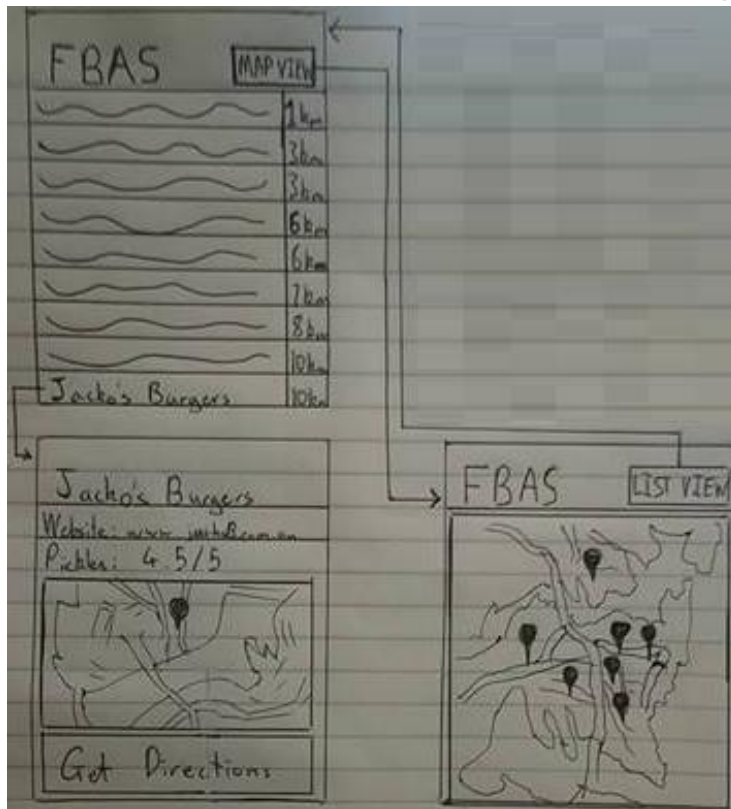 FBAS
MAP VIEW
1km
3km
3km
6km
6km
7km
8km
10km
Jacko's Burgers 10km
Jacko's Burgers
Website: www.
Pickles: 4.5/5
Get Directions
FBAS
LIST VIEW